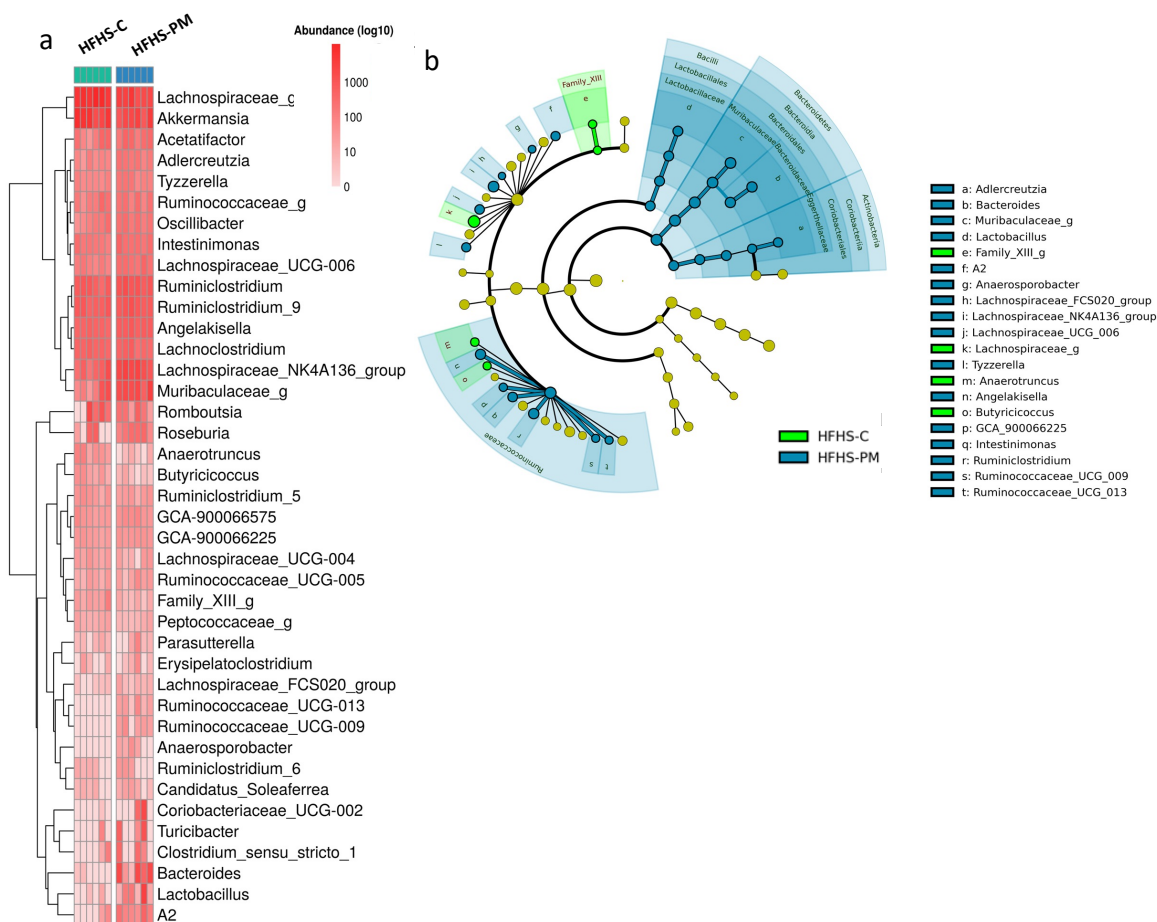 a
HFHS-C
HFHS-PM
Abundance (log10)
1000
100
10
0
Lachnospiraceae_g
Akkermansia
Acetatifactor
Adlercreutzia
Tyzzerella
Ruminococcaceae_g
Oscillibacter
Intestinimonas
Lachnospiraceae_UCG-006
Ruminiclostridium
Ruminiclostridium_9
Angelakisella
Lachnoclostridium
Lachnospiraceae_NK4A136_group
Muribaculaceae_g
Romboutsia
Roseburia
Anaerotruncus
Butyricicoccus
Ruminiclostridium_5
GCA-900066575
GCA-900066225
Lachnospiraceae_UCG-004
Ruminococcaceae_UCG-005
Family_XIII_g
Peptococcaceae_g
Parasutterella
Erysipelatoclostridium
Lachnospiraceae_FCS020_group
Ruminococcaceae_UCG-013
Ruminococcaceae_UCG-009
Anaerosporobacter
Ruminiclostridium_6
Candidatus_Soleaferrea
Coriobacteriaceae_UCG-002
Turicibacter
Clostridium_sensu_stricto_1
Bacteroides
Lactobacillus
A2
b
Bacilli
Lactobacillales
Lactobacillaceae
d
Bacteroidetes
Bacteroidia
Bacteroidales
Muribaculaceae
c
Bacteroidaceae
b
Actinobacteria
Coriobacteriia
Coriobacteriales
Eggerthellaceae
a
Family_XIII
e
f
g
h
i
j
k
l
m
n
o
p
q
r
s
t
Ruminococcaceae
HFHS-C
HFHS-PM
a: Adlercreutzia
b: Bacteroides
c: Muribaculaceae_g
d: Lactobacillus
e: Family_XIII_g
f: A2
g: Anaerosporobacter
h: Lachnospiraceae_FCS020_group
i: Lachnospiraceae_NK4A136_group
j: Lachnospiraceae_UCG_006
k: Lachnospiraceae_g
l: Tyzzerella
m: Anaerotruncus
n: Angelakisella
o: Butyricicoccus
p: GCA_900066225
q: Intestinimonas
r: Ruminiclostridium
s: Ruminococcaceae_UCG_009
t: Ruminococcaceae_UCG_013